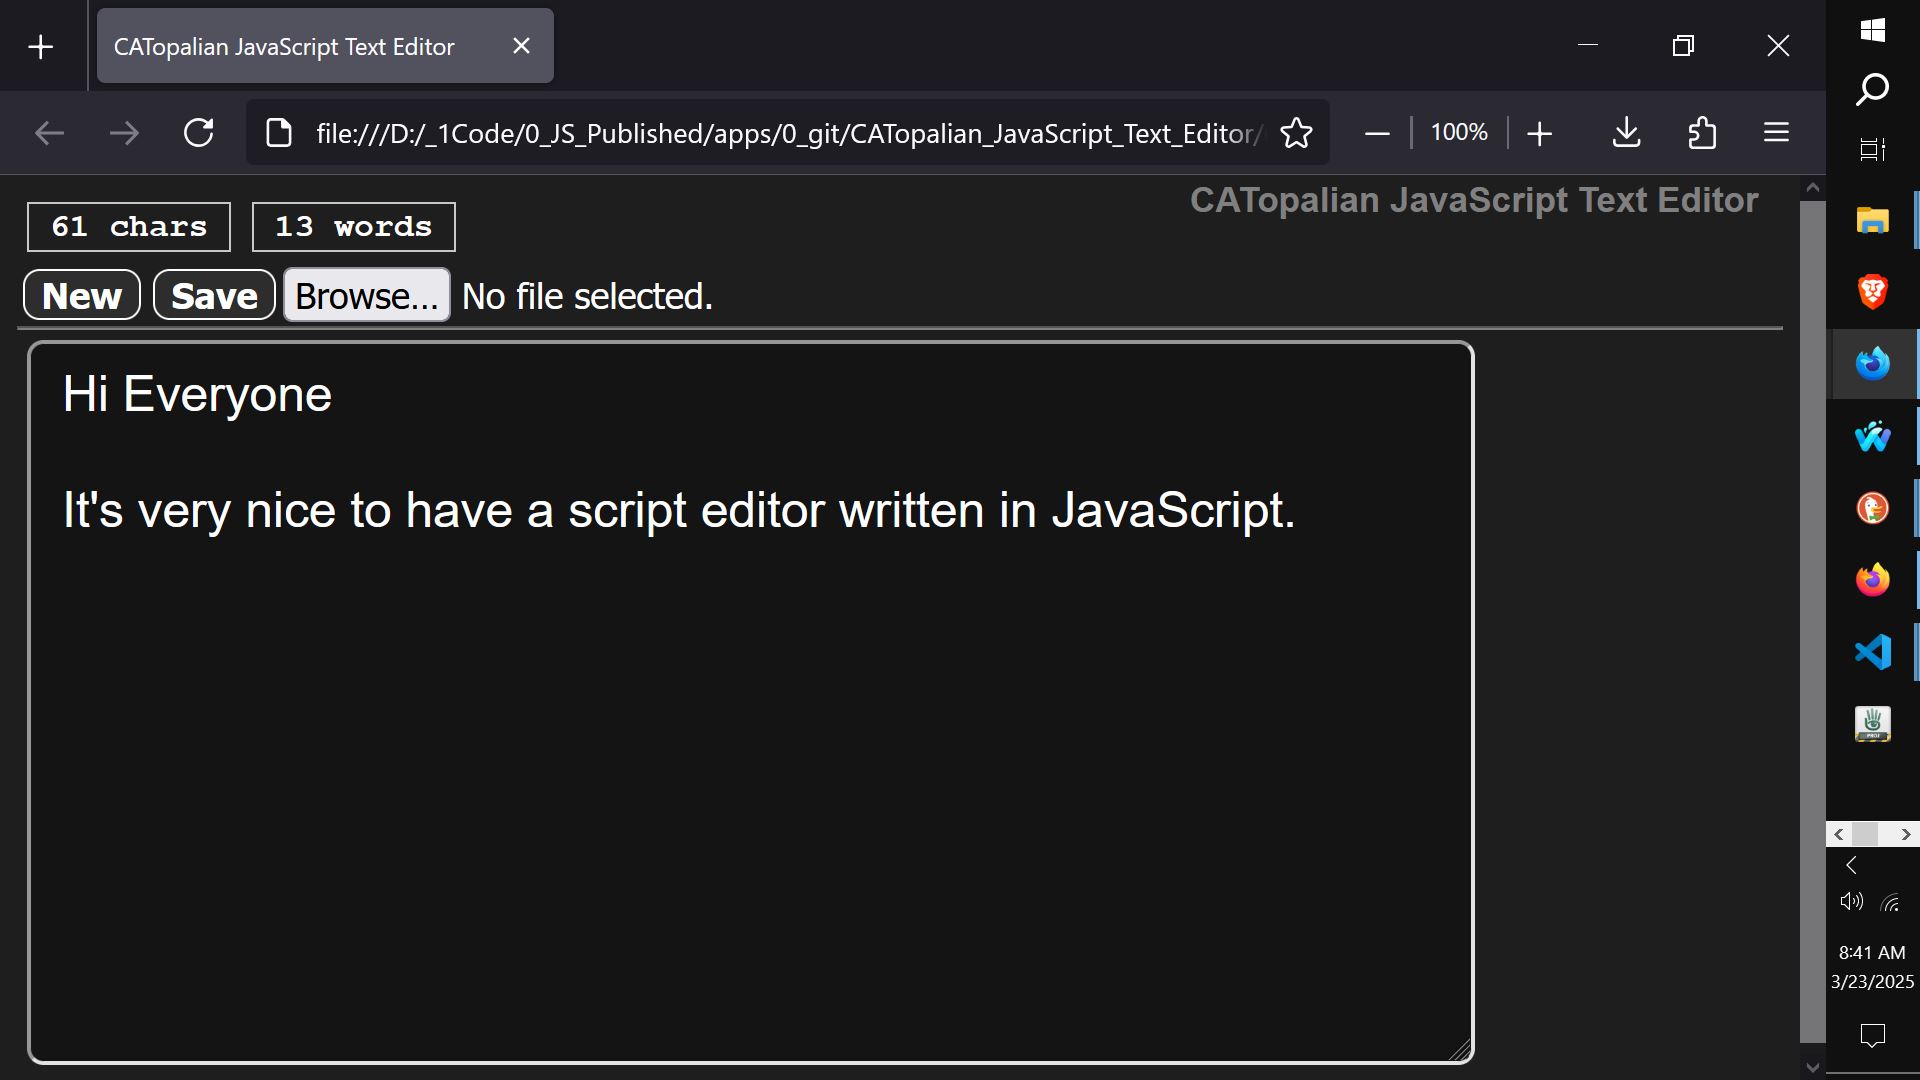 CATopalian JavaScript Text Editor
file:///D:/_1Code/0_JS_Published/apps/0_git/CATopalian_JavaScript_Text_Editor/
100%
CATopalian JavaScript Text Editor
61 chars
13 words
New
Save
Browse...
No file selected.
Hi Everyone
It's very nice to have a script editor written in JavaScript.
PROJ
8:41 AM
3/23/2025